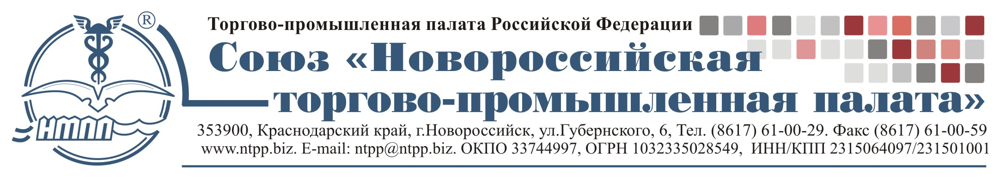 ®
Торгово-промышленная палата Российской Федерации
Союз «Новороссийская
торгово-промышленная палата»
НТПП
353900, Краснодарский край, г.Новороссийск, ул.Губернского, 6, Тел. (8617) 61-00-29. Факс (8617) 61-00-59
www.ntpp.biz. E-mail: ntpp@ntpp.biz. ОКПО 33744997, ОГРН 1032335028549, ИНН/КПП 2315064097/231501001